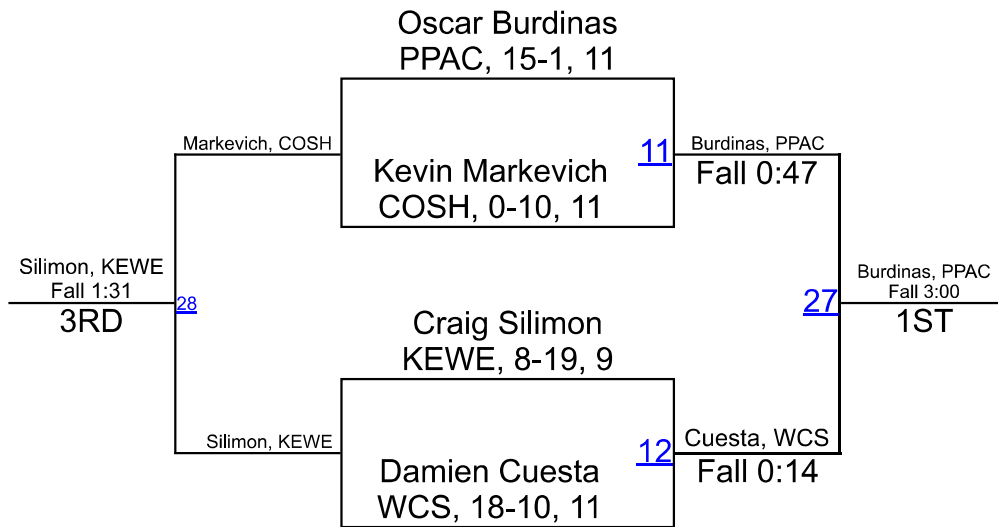 Oscar Burdinas
PPAC, 15-1, 11
Markevich, COSH
11
Burdinas, PPAC
Fall 0:47
Kevin Markevich
COSH, 0-10, 11
Silimon, KEWE
Fall 1:31
3RD
28
27
Burdinas, PPAC
Fall 3:00
1ST
Craig Silimon
KEWE, 8-19, 9
Silimon, KEWE
12
Cuesta, WCS
Fall 0:14
Damien Cuesta
WCS, 18-10, 11